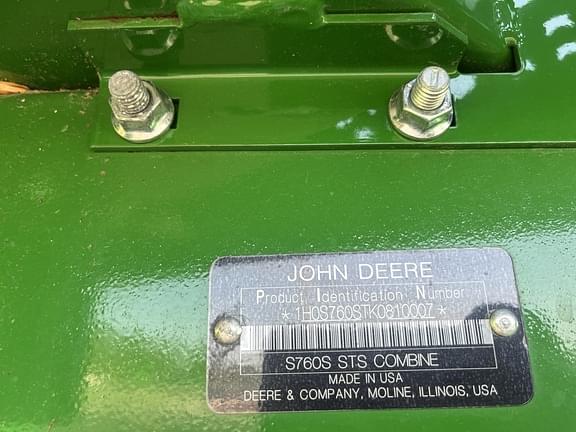 JOHN DEERE
Product Identification Number
*1H0S760STK0810007*
S760S STS COMBINE
MADE IN USA
DEERE & COMPANY, MOLINE, ILLINOIS, USA